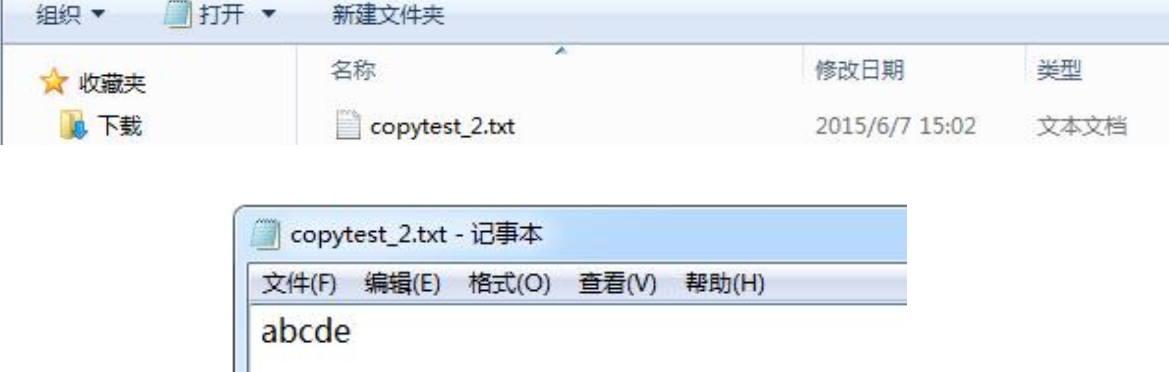 组织 打开 新建文件夹
收藏夹 名称 修改日期 类型
下载 copytest_2.txt 2015/6/7 15:02 文本文档
copytest_2.txt - 记事本
文件(F) 编辑(E) 格式(O) 查看(V) 帮助(H)
abcde